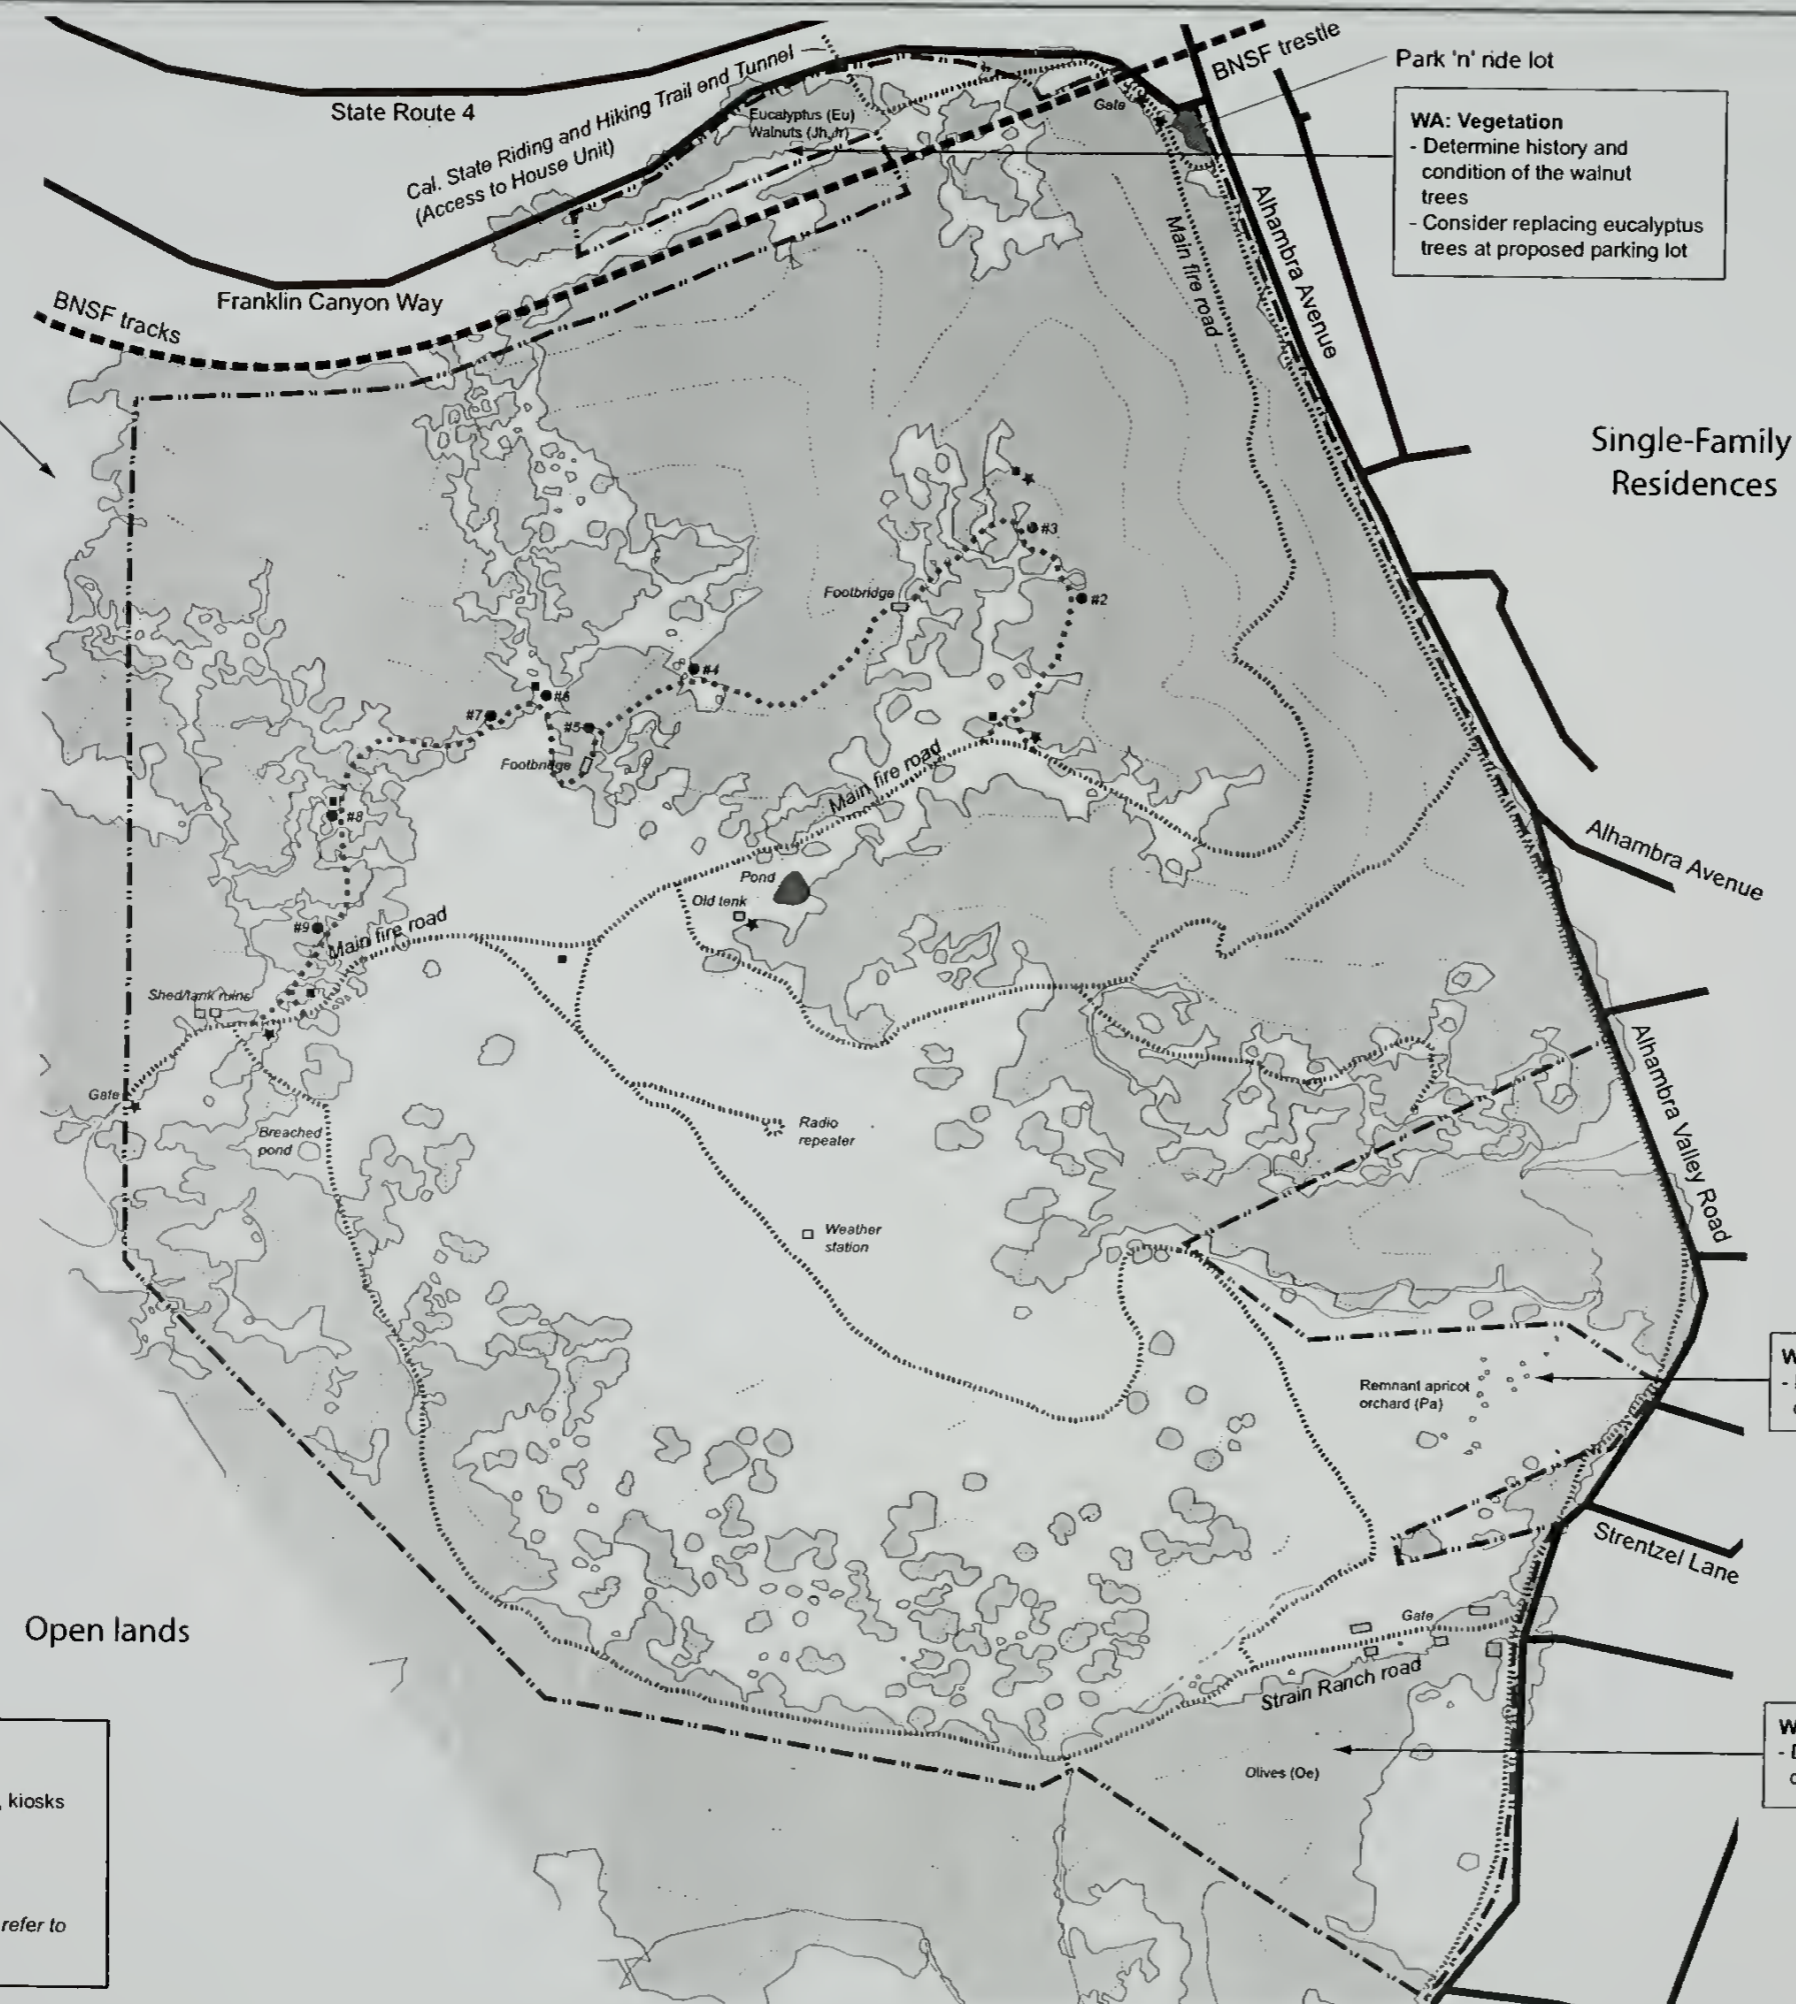 State Route 4
Cal. State Riding and Hiking Trail end Tunnel
(Access to House Unit)
BNSF trestle
Park 'n' ride lot
Gate
Eucalyptus (Eu)
Walnuts (Jh, Jr)
WA: Vegetation
- Determine history and
condition of the walnut
trees
- Consider replacing eucalyptus
trees at proposed parking lot
Franklin Canyon Way
BNSF tracks
Main fire road
Alhambra Avenue
Single-Family
Residences
#3
#2
Footbridge
#4
#6
#7
#5
Footbridge
Main fire road
#8
Alhambra Avenue
Pond
Old tank
#9
Main fire road
Shed/tank ruins
Gate
Breached
pond
Radio
repeater
Alhambra Valley Road
Weather
station
Remnant apricot
orchard (Pa)
Strentzel Lane
Open lands
Gate
Strain Ranch road
Olives (Oe)
, kiosks
refer to